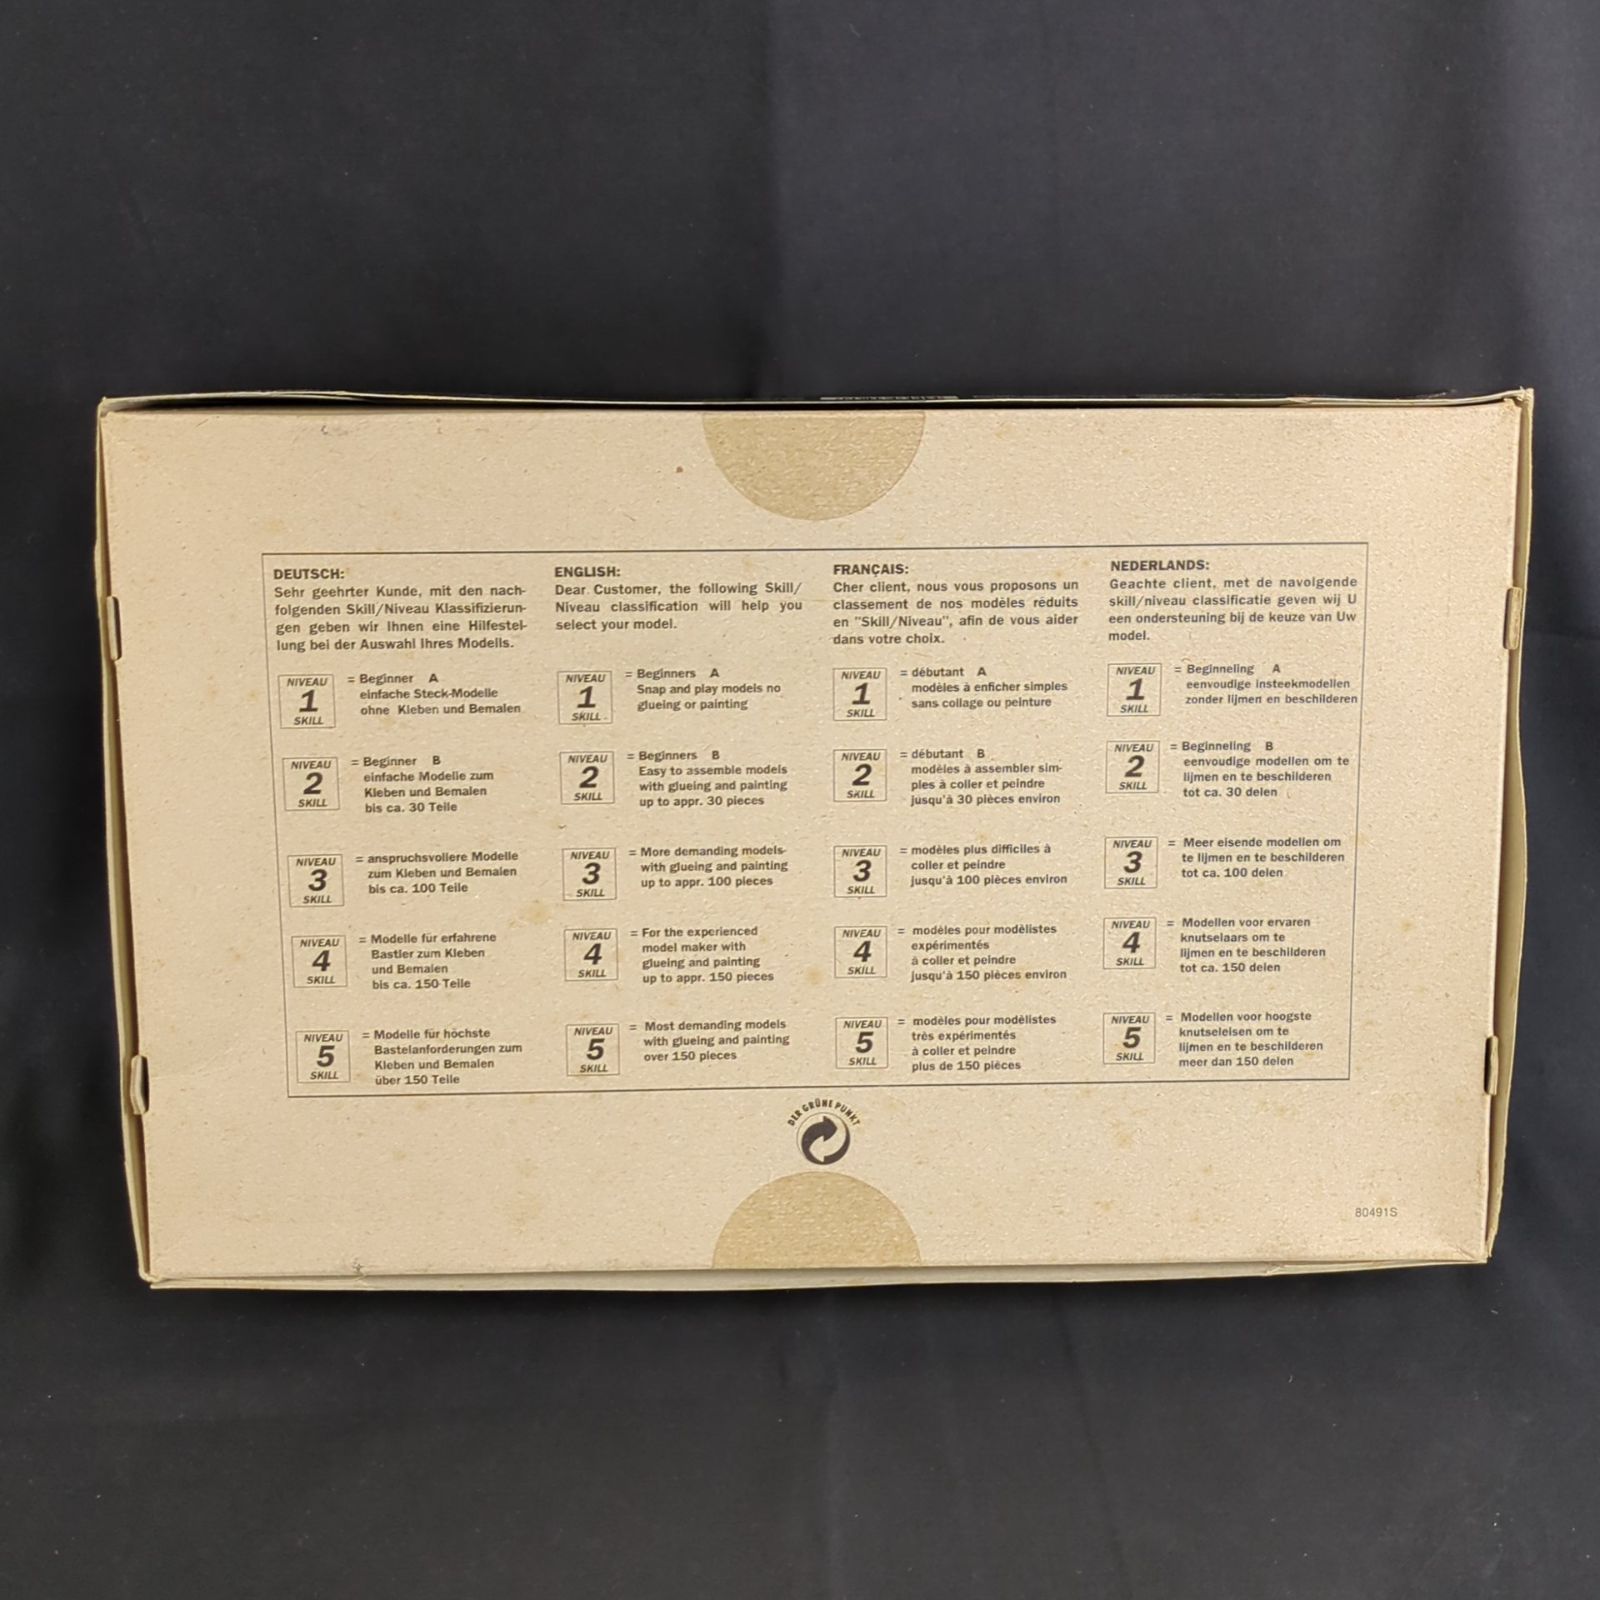 DEUTSCH:
Sehr geehrter Kunde, mit den nach-
folgenden Skill/Niveau Klassifizierun-
gen geben wir Ihnen eine Hilfestel-
lung bei der Auswahl Ihres Modells.
NIVEAU
1
SKILL
= Beginner A
einfache Steck-Modelle
ohne Kleben und Bemalen
NIVEAU
2
SKILL
= Beginner B
einfache Modelle zum
Kleben und Bemalen
bis ca. 30 Teile
NIVEAU
3
SKILL
= anspruchsvollere Modelle
zum Kleben und Bemalen
bis ca. 100 Teile
NIVEAU
4
SKILL
= Modelle für erfahrene
Bastler zum Kleben
und Bemalen
bis ca. 150 Teile
NIVEAU
5
SKILL
= Modelle für höchste
Bastelanforderungen zum
Kleben und Bemalen
über 150 Teile
ENGLISH:
Dear Customer, the following Skill/
Niveau classification will help you
select your model.
NIVEAU
1
SKILL
= Beginners A
Snap and play models no
glueing or painting
NIVEAU
2
SKILL
= Beginners B
Easy to assemble models
with glueing and painting
up to appr. 30 pieces
NIVEAU
3
SKILL
= More demanding models
with glueing and painting
up to appr. 100 pieces
NIVEAU
4
SKILL
= For the experienced
model maker with
glueing and painting
up to appr. 150 pieces
NIVEAU
5
SKILL
= Most demanding models
with glueing and painting
over 150 pieces
FRANÇAIS:
Cher client, nous vous proposons un
classement de nos modèles réduits
en "Skill/Niveau", afin de vous aider
dans votre choix.
NIVEAU
1
SKILL
= débutant A
modèles à enficher simples
sans collage ou peinture
NIVEAU
2
SKILL
= débutant B
modèles à assembler sim-
ples à coller et peindre
jusqu'à 30 pièces environ
NIVEAU
3
SKILL
= modèles plus difficiles à
coller et peindre
jusqu'à 100 pièces environ
NIVEAU
4
SKILL
= modèles pour modèlistes
expérimentés
à coller et peindre
jusqu'à 150 pièces environ
NIVEAU
5
SKILL
= modèles pour modèlistes
très expérimentés
à coller et peindre
plus de 150 pièces
NEDERLANDS:
Geachte client, met de navolgende
skill/niveau classificatie geven wij U
een ondersteuning bij de keuze van Uw
model.
NIVEAU
1
SKILL
= Beginneling A
eenvoudige insteekmodellen
zonder lijmen en beschilderen
NIVEAU
2
SKILL
= Beginneling B
eenvoudige modellen om te
lijmen en te beschilderen
tot ca. 30 delen
NIVEAU
3
SKILL
= Meer eisende modellen om
te lijmen en te beschilderen
tot ca. 100 delen
NIVEAU
4
SKILL
= Modellen voor ervaren
knutselaars om te
lijmen en te beschilderen
tot ca. 150 delen
NIVEAU
5
SKILL
= Modellen voor hoogste
knutseleisen om te
lijmen en te beschilderen
meer dan 150 delen
DER GRÜNE PUNKT
80491S